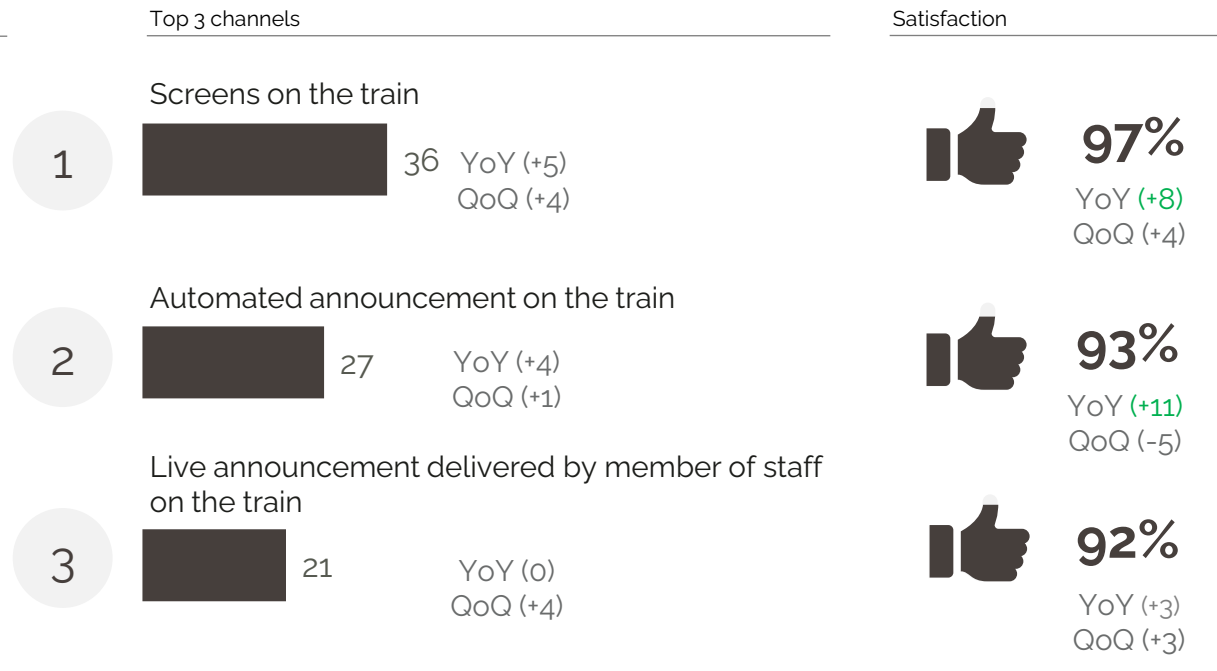 Top 3 channels
Satisfaction
1
Screens on the train
36
YoY (+5)
QoQ (+4)
97%
YoY (+8)
QoQ (+4)
2
Automated announcement on the train
27
YoY (+4)
QoQ (+1)
93%
YoY (+11)
QoQ (-5)
3
Live announcement delivered by member of staff
on the train
21
YoY (0)
QoQ (+4)
92%
YoY (+3)
QoQ (+3)